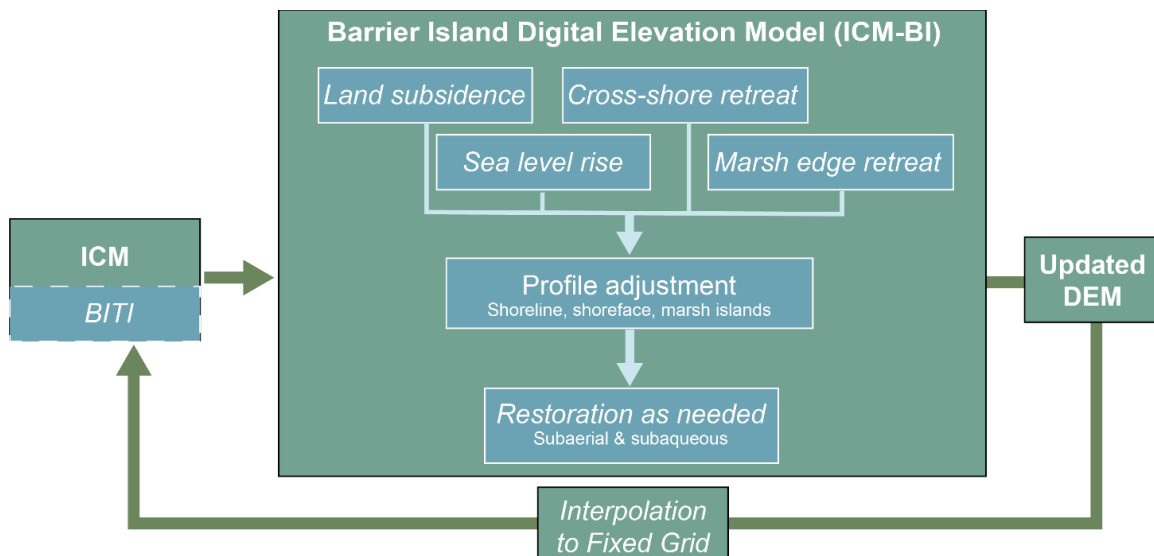 Barrier Island Digital Elevation Model (ICM-BI)
Land subsidence
Cross-shore retreat
Sea level rise
Marsh edge retreat
ICM
BITI
Profile adjustment
Shoreline, shoreface, marsh islands
Updated
DEM
Restoration as needed
Subaerial & subaqueous
Interpolation
to Fixed Grid